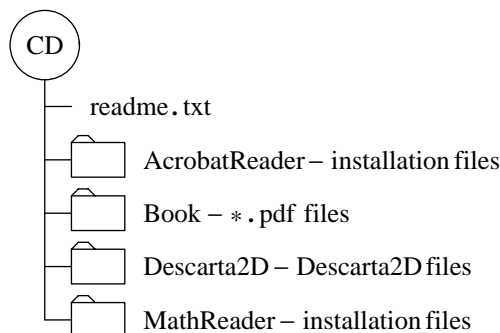 CD
readme.txt
AcrobatReader – installation files
Book – *.pdf files
Descarta2D – Descarta2D files
MathReader – installation files